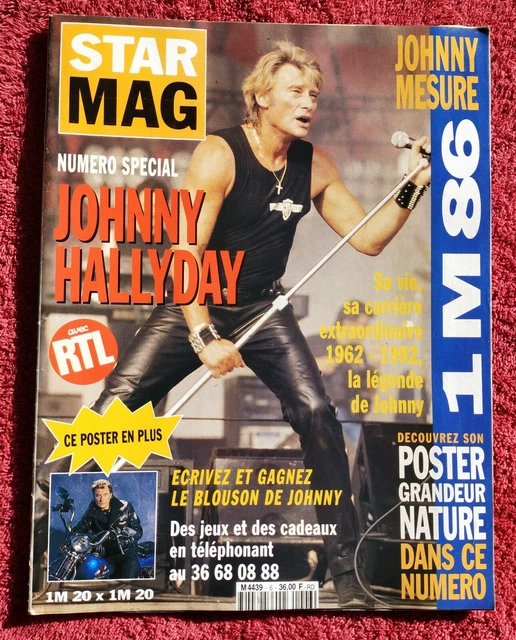 STAR
MAG
JOHNNY
MESURE
1 M 86
NUMERO SPECIAL
JOHNNY
HALLYDAY
avec
RTL
Sa vie,
sa carrière
extraordinaire
1962 - 1992,
la légende
de Johnny
CE POSTER EN PLUS
1M 20 x 1M 20
ECRIVEZ ET GAGNEZ
LE BLOUSON DE JOHNNY
Des jeux et des cadeaux
en téléphonant
au 36 68 08 88
DECOUVREZ SON
POSTER
GRANDEUR
NATURE
DANS CE
NUMERO
M 4439 - 6 - 36,00 F - RD